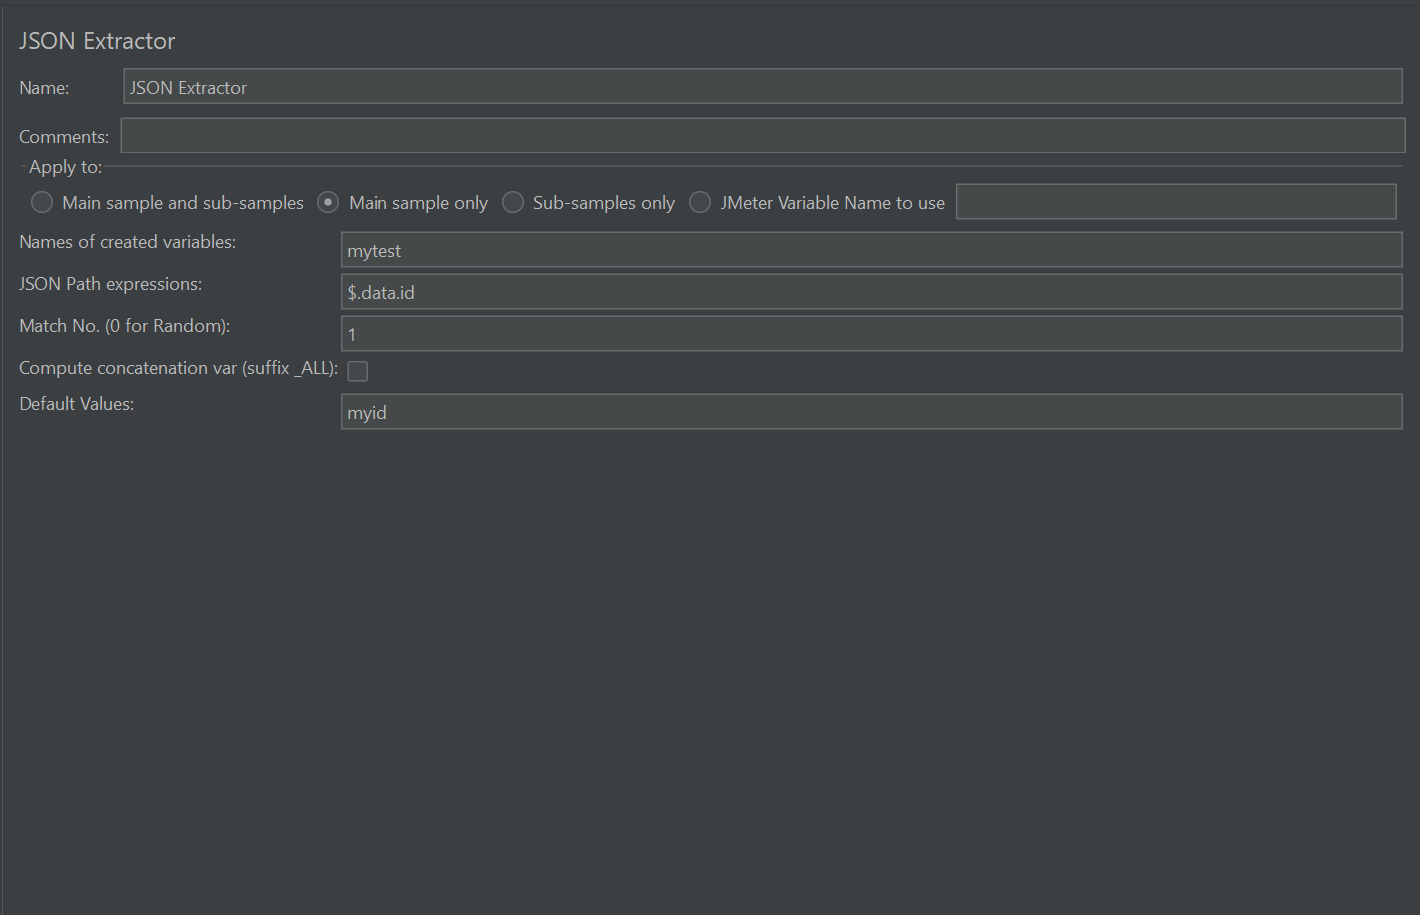 JSON Extractor
Name: JSON Extractor
Comments:
Apply to:
Main sample and sub-samples Main sample only Sub-samples only JMeter Variable Name to use
Names of created variables: mytest
JSON Path expressions: $.data.id
Match No. (0 for Random): 1
Compute concatenation var (suffix _ALL):
Default Values: myid